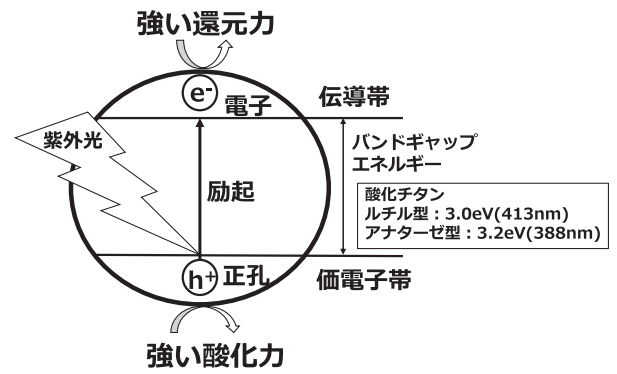 強い還元力
e-
電子
伝導帯
紫外光
バンドギャップ
エネルギー
励起
酸化チタン
ルチル型：3.0eV(413nm)
アナターゼ型：3.2eV(388nm)
h+
正孔
価電子帯
強い酸化力